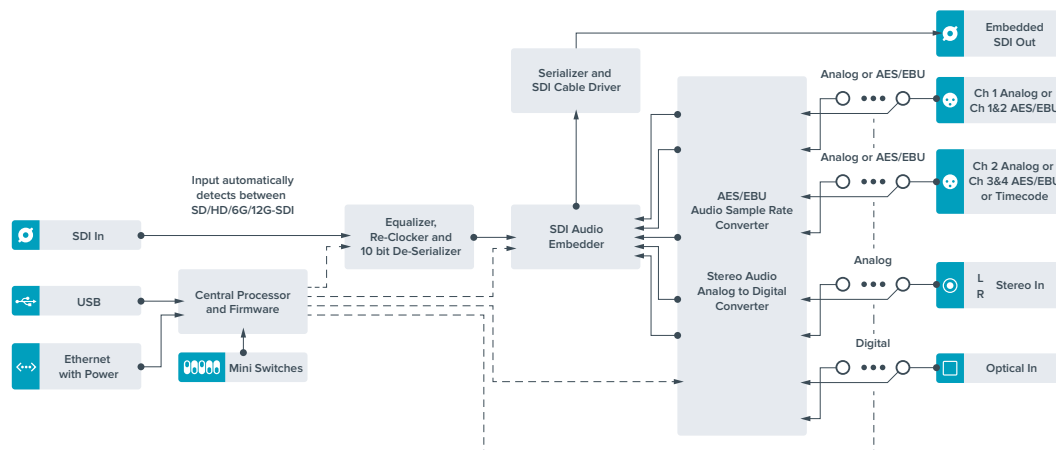 Embedded
SDI Out
Serializer and
SDI Cable Driver
Analog or AES/EBU
Ch 1 Analog or
Ch 1&2 AES/EBU
Analog or AES/EBU
Ch 2 Analog or
Ch 3&4 AES/EBU
or Timecode
Input automatically
detects between
SD/HD/6G/12G-SDI
AES/EBU
Audio Sample Rate
Converter
SDI In
Equalizer,
Re-Clocker and
10 bit De-Serializer
SDI Audio
Embedder
Analog
Stereo Audio
Analog to Digital
Converter
L
R
Stereo In
USB
Central Processor
and Firmware
Ethernet
with Power
Mini Switches
Digital
Optical In